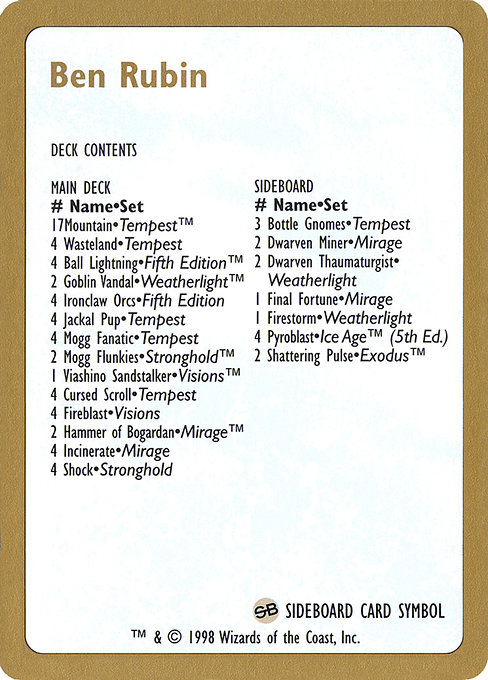 Ben Rubin
DECK CONTENTS
MAIN DECK
# Name•Set
17Mountain•Tempest™
4 Wasteland•Tempest
4 Ball Lightning•Fifth Edition™
2 Goblin Vandal•Weatherlight™
4 Ironclaw Orcs•Fifth Edition
4 Jackal Pup•Tempest
4 Mogg Fanatic•Tempest
2 Mogg Flunkies•Stronghold™
1 Viashino Sandstalker•Visions™
4 Cursed Scroll•Tempest
4 Fireblast•Visions
2 Hammer of Bogardan•Mirage™
4 Incinerate•Mirage
4 Shock•Stronghold
SIDEBOARD
# Name•Set
3 Bottle Gnomes•Tempest
2 Dwarven Miner•Mirage
2 Dwarven Thaumaturgist•
Weatherlight
1 Final Fortune•Mirage
1 Firestorm•Weatherlight
4 Pyroblast•Ice Age™ (5th Ed.)
2 Shattering Pulse•Exodus™
SB SIDEBOARD CARD SYMBOL
™ & © 1998 Wizards of the Coast, Inc.